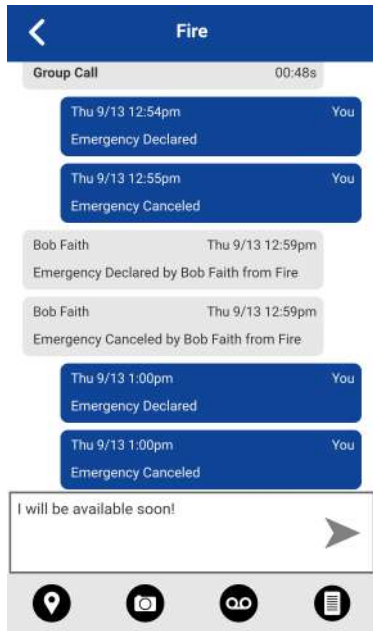 Fire
Group Call 00:48s
Thu 9/13 12:54pm You
Emergency Declared
Thu 9/13 12:55pm You
Emergency Canceled
Bob Faith Thu 9/13 12:59pm
Emergency Declared by Bob Faith from Fire
Bob Faith Thu 9/13 12:59pm
Emergency Canceled by Bob Faith from Fire
Thu 9/13 1:00pm You
Emergency Declared
Thu 9/13 1:00pm You
Emergency Canceled
I will be available soon!